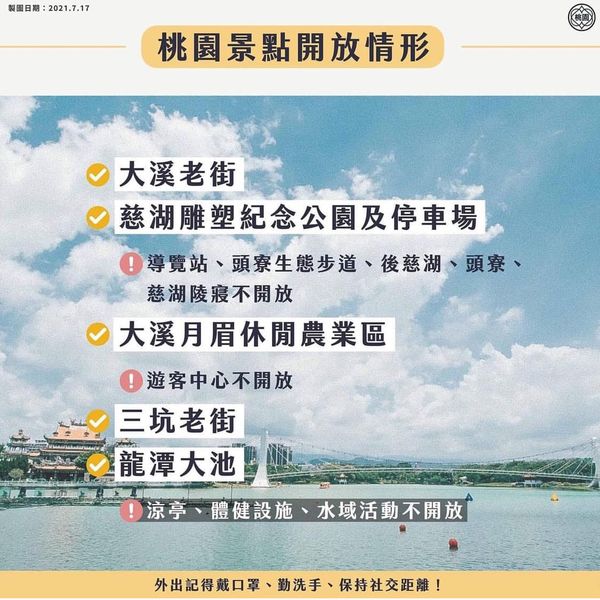 製圖日期：2021.7.17
桃園
桃園景點開放情形
大溪老街
慈湖雕塑紀念公園及停車場
導覽站、頭寮生態步道、後慈湖、頭寮、
慈湖陵寢不開放
大溪月眉休閒農業區
遊客中心不開放
三坑老街
龍潭大池
涼亭、體健設施、水域活動不開放
外出記得戴口罩、勤洗手、保持社交距離！